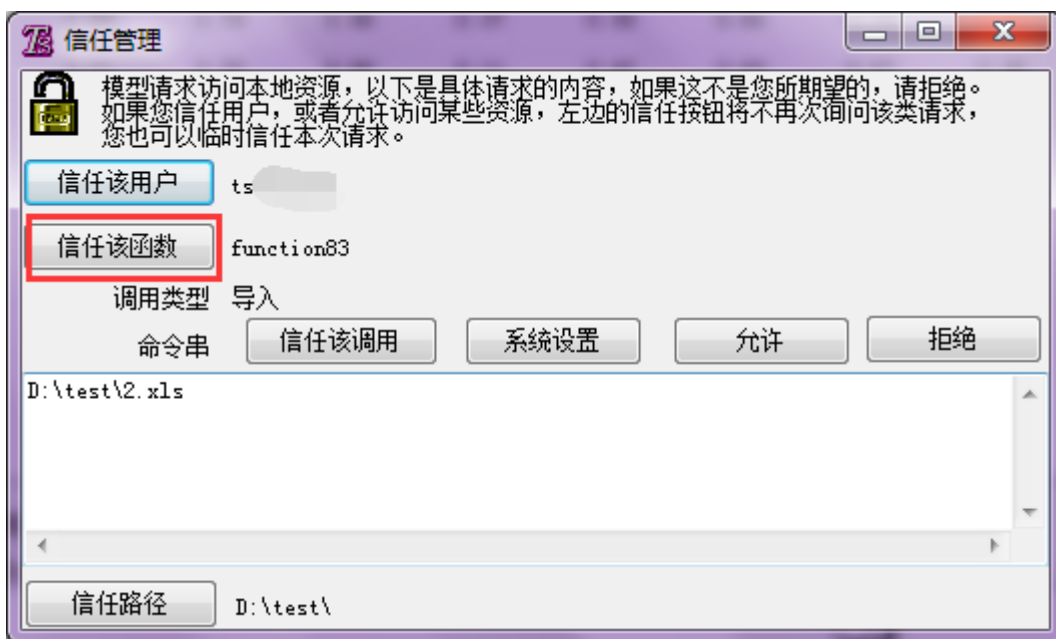 信任管理
模型请求访问本地资源，以下是具体请求的内容，如果这不是您所期望的，请拒绝。
如果您信任用户，或者允许访问某些资源，左边的信任按钮将不再次询问该类请求，
您也可以临时信任本次请求。
信任该用户 ts
信任该函数 function83
调用类型 导入
命令串 信任该调用 系统设置 允许 拒绝
D:\test\2.xls
信任路径 D:\test\